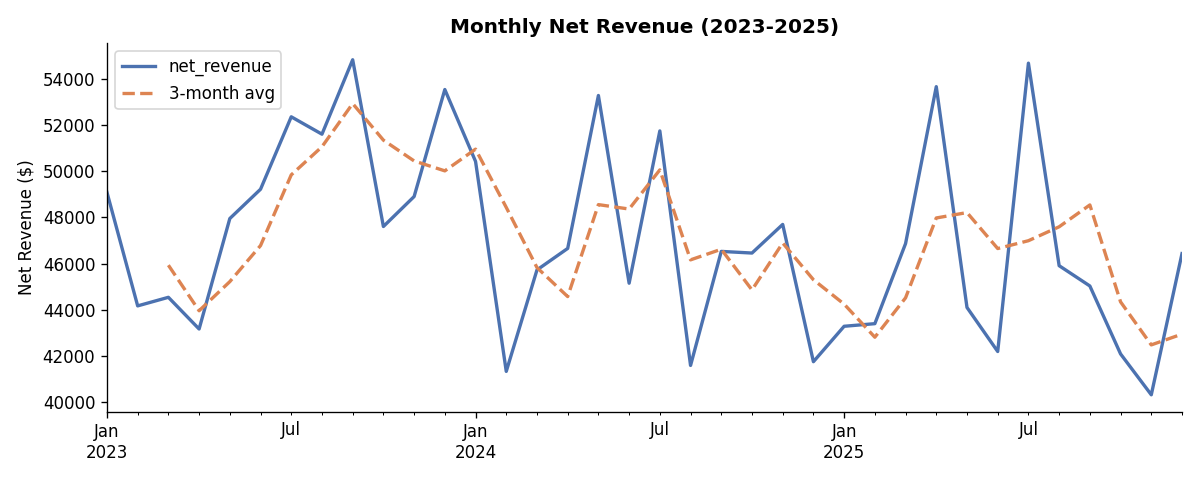 Monthly Net Revenue (2023-2025)
net_revenue
3-month avg
Net Revenue ($)
54000
52000
50000
48000
46000
44000
42000
40000
Jan Jul Jan Jul Jan Jul
2023 2024 2025